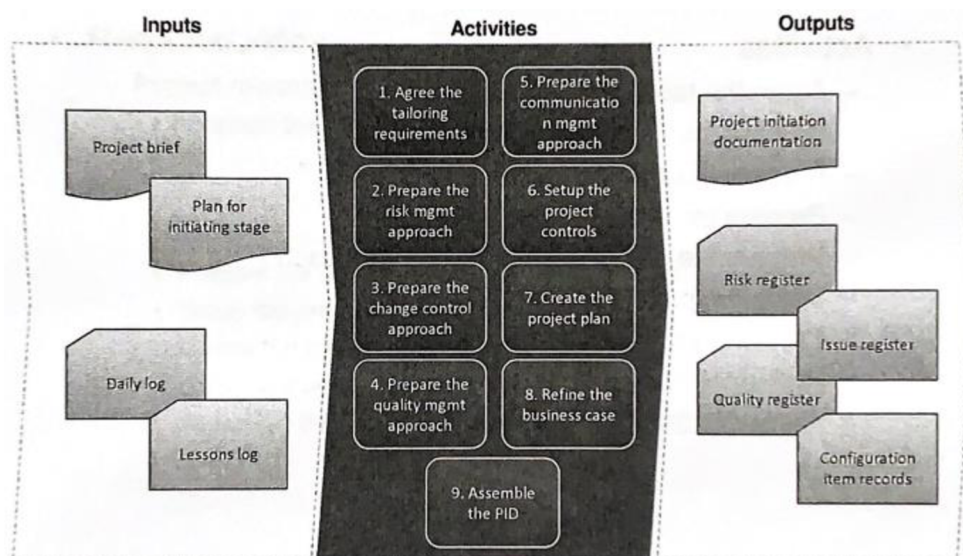 Inputs
Activities
Outputs
Project brief
Plan for
initiating stage
Daily log
Lessons log
1. Agree the
tailoring
requirements
2. Prepare the
risk mgmt
approach
3. Prepare the
change control
approach
4. Prepare the
quality mgmt
approach
5. Prepare the
communicatio
n mgmt
approach
6. Setup the
project
controls
7. Create the
project plan
8. Refine the
business case
9. Assemble
the PID
Project initiation
documentation
Risk register
Issue register
Quality register
Configuration
item records